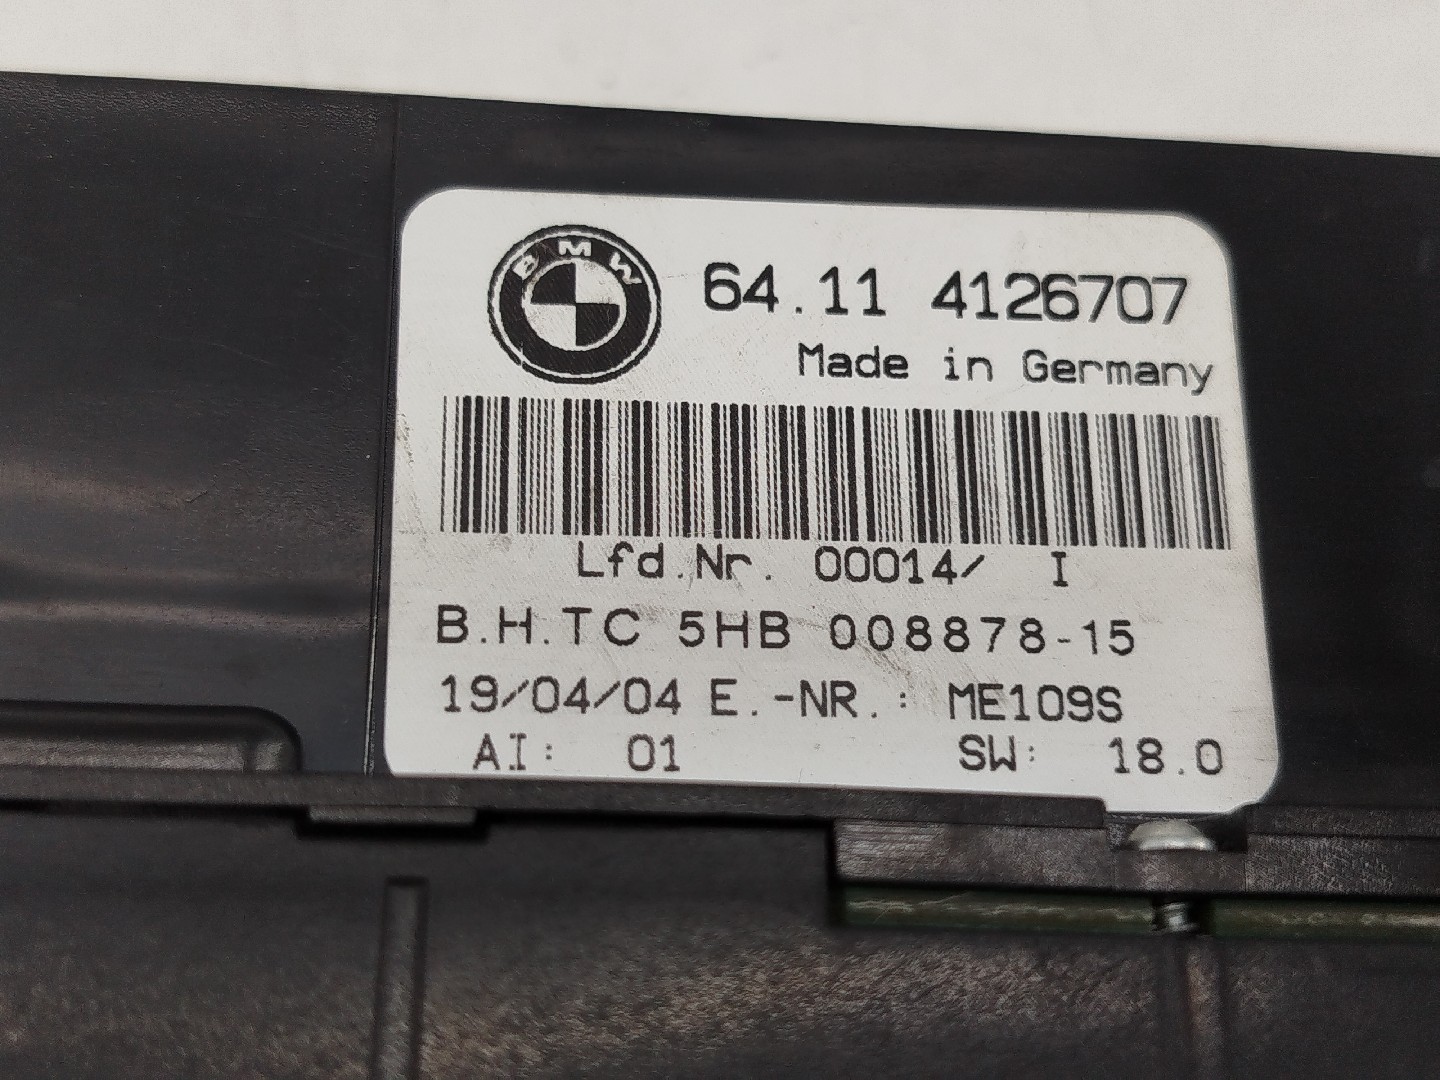 BMW
64.11 4126707
Made in Germany
Lfd.Nr. 00014/ I
B.H.TC 5HB 008878-15
19/04/04 E.-NR.: ME109S
AI: 01 SW: 18.0